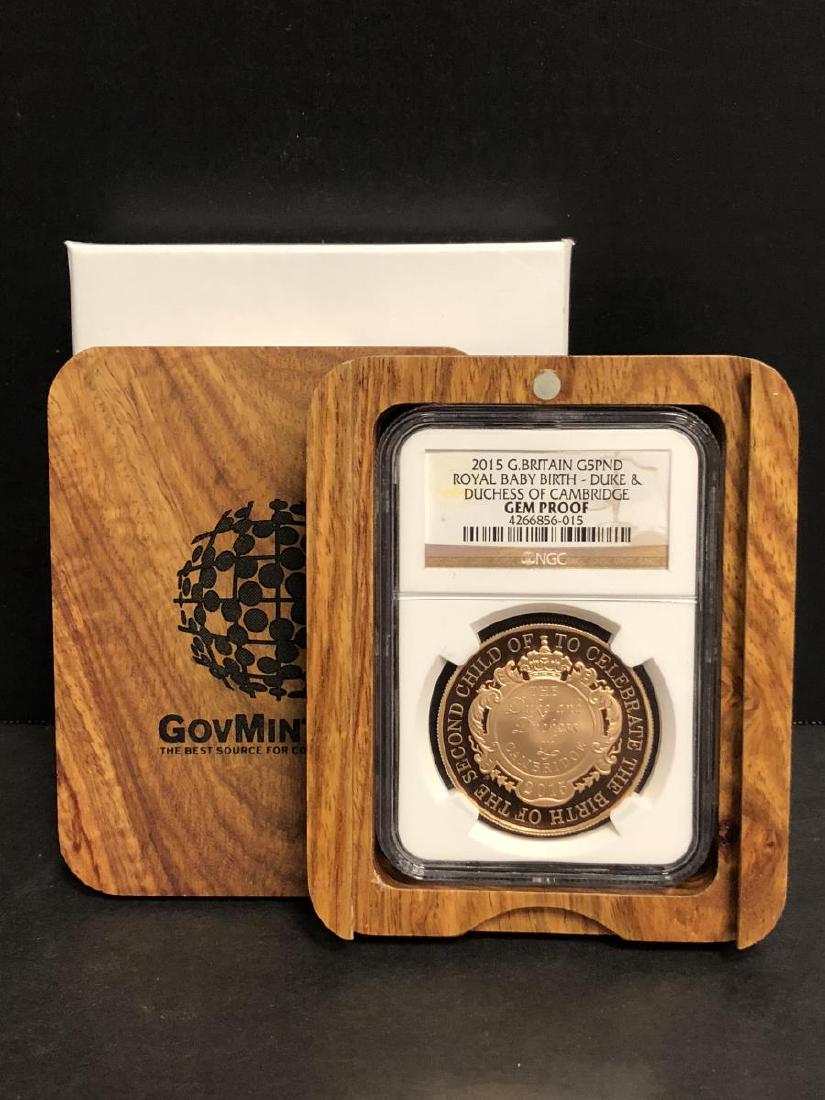 GOVMINT
THE BEST SOURCE FOR
2015 G.BRITAIN G5PND
ROYAL BABY BIRTH - DUKE &
DUCHESS OF CAMBRIDGE
GEM PROOF
4266856-015
NGC
TO CELEBRATE THE BIRTH OF THE SECOND CHILD OF
THE
Duke and
Duchess
of
CAMBRIDGE
2015